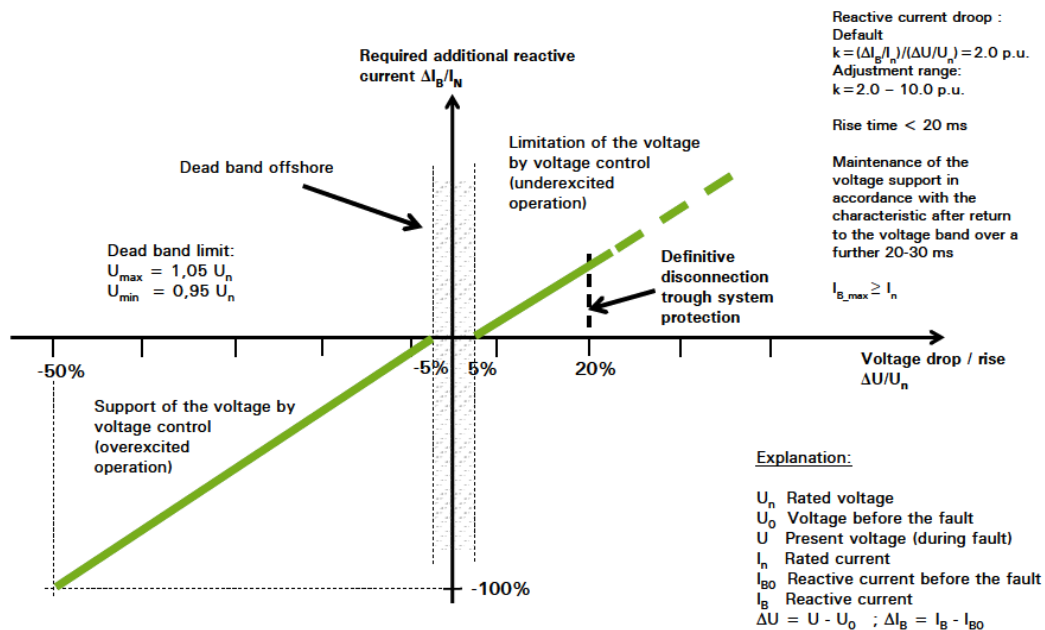 Reactive current droop :
Default
k=(ΔI_B/I_n)/(ΔU/U_n)=2.0 p.u.
Adjustment range:
k=2.0 – 10.0 p.u.
Rise time < 20 ms
Maintenance of the
voltage support in
accordance with the
characteristic after return
to the voltage band over a
further 20-30 ms
I_B_max ≥ I_n
Required additional reactive
current ΔI_B/I_N
Dead band offshore
Limitation of the voltage
by voltage control
(underexcited
operation)
Dead band limit:
U_max = 1,05 U_n
U_min = 0,95 U_n
Definitive
disconnection
trough system
protection
-50%
-5%
5%
20%
Voltage drop / rise
ΔU/U_n
Support of the voltage by
voltage control
(overexcited
operation)
-100%
Explanation:
U_n Rated voltage
U_0 Voltage before the fault
U Present voltage (during fault)
I_n Rated current
I_B0 Reactive current before the fault
I_B Reactive current
ΔU = U - U_0 ; ΔI_B = I_B - I_B0